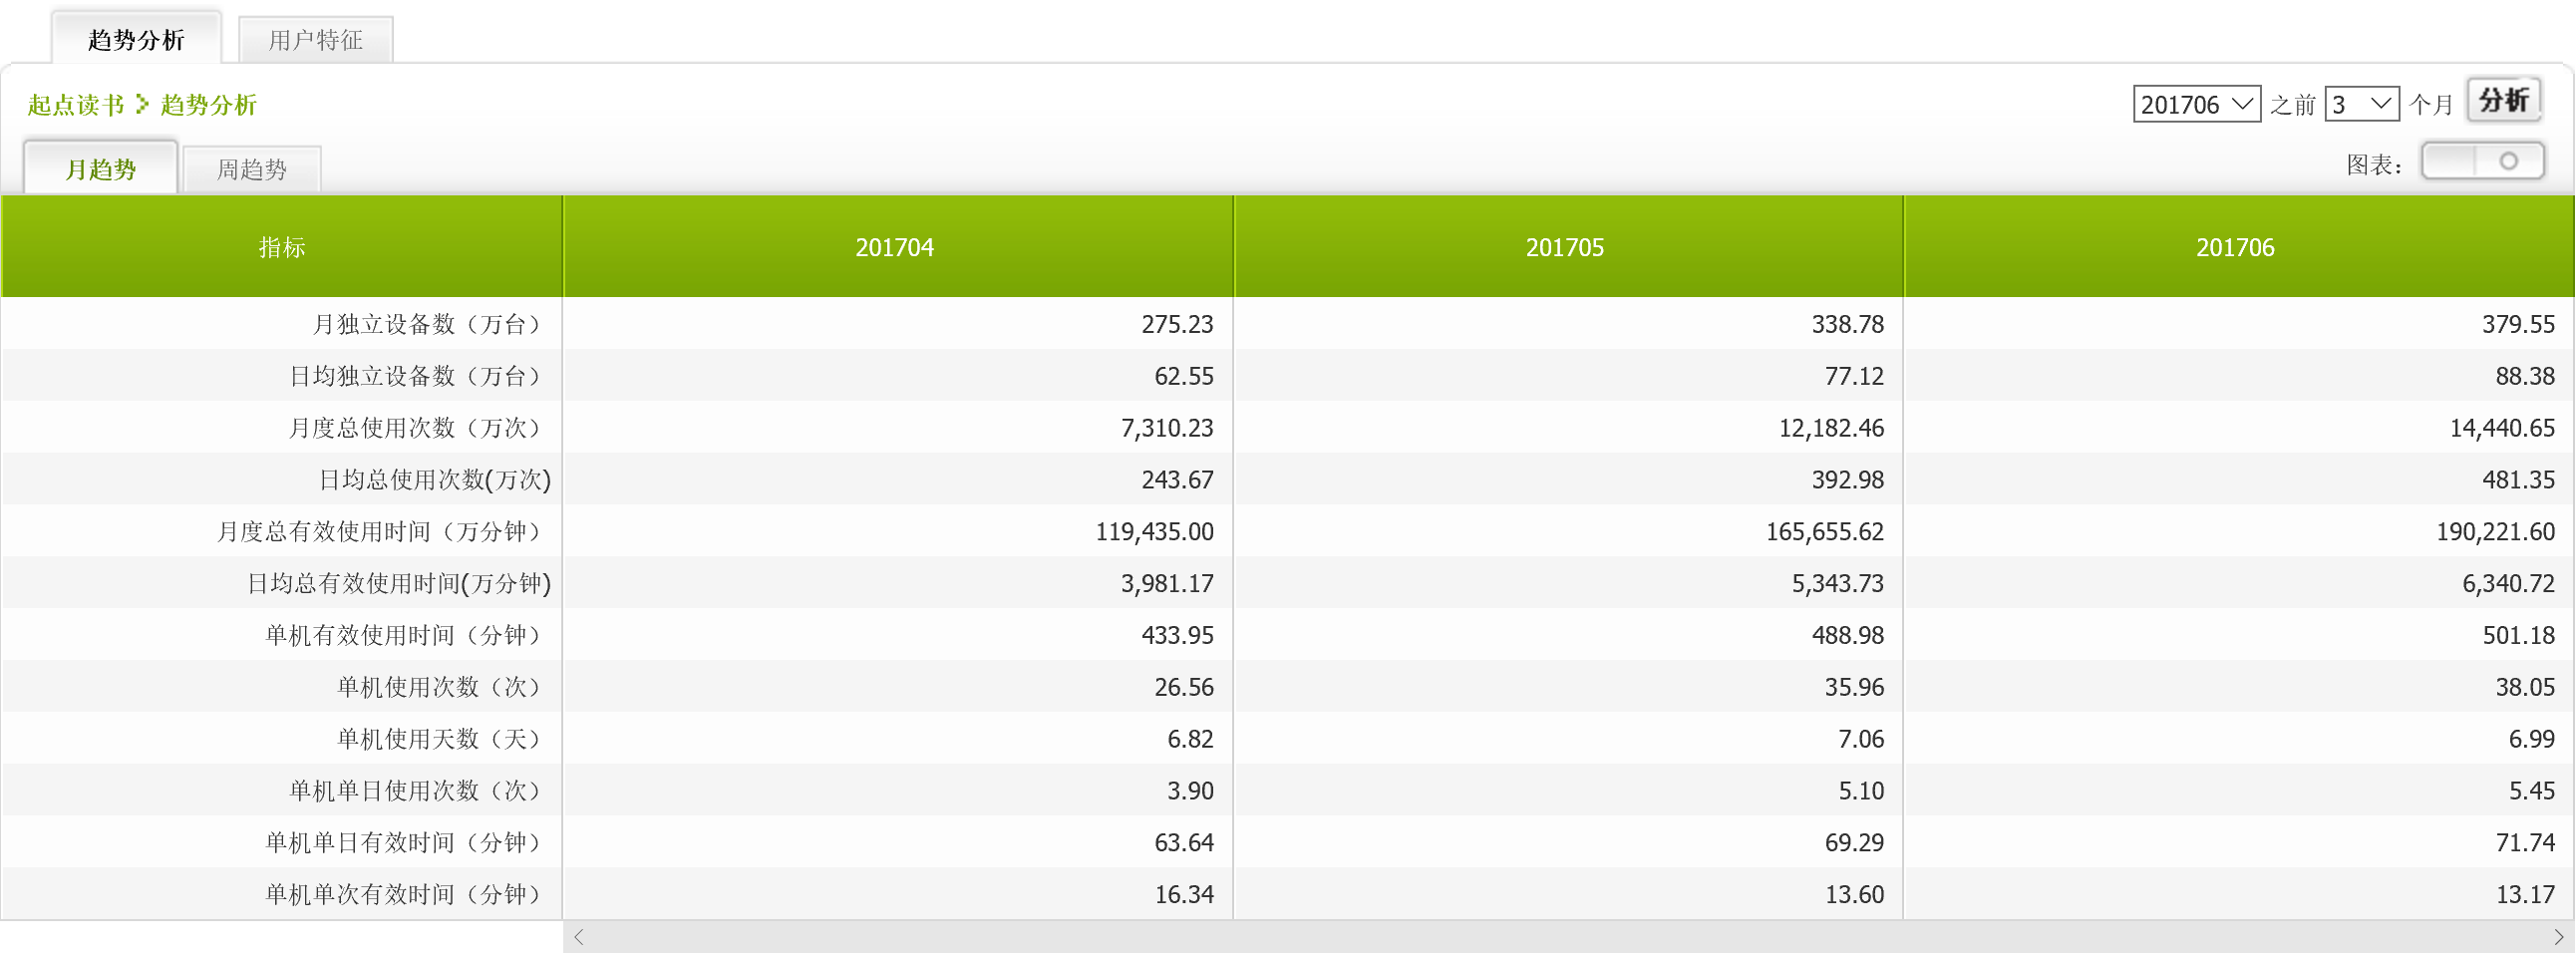 趋势分析 用户特征
起点读书 趋势分析 201706 之前 3 个月 分析
月趋势 周趋势 图表：
指标 201704 201705 201706
月独立设备数（万台） 275.23 338.78 379.55
日均独立设备数（万台） 62.55 77.12 88.38
月度总使用次数（万次） 7,310.23 12,182.46 14,440.65
日均总使用次数(万次) 243.67 392.98 481.35
月度总有效使用时间（万分钟） 119,435.00 165,655.62 190,221.60
日均总有效使用时间(万分钟) 3,981.17 5,343.73 6,340.72
单机有效使用时间（分钟） 433.95 488.98 501.18
单机使用次数（次） 26.56 35.96 38.05
单机使用天数（天） 6.82 7.06 6.99
单机单日使用次数（次） 3.90 5.10 5.45
单机单日有效时间（分钟） 63.64 69.29 71.74
单机单次有效时间（分钟） 16.34 13.60 13.17